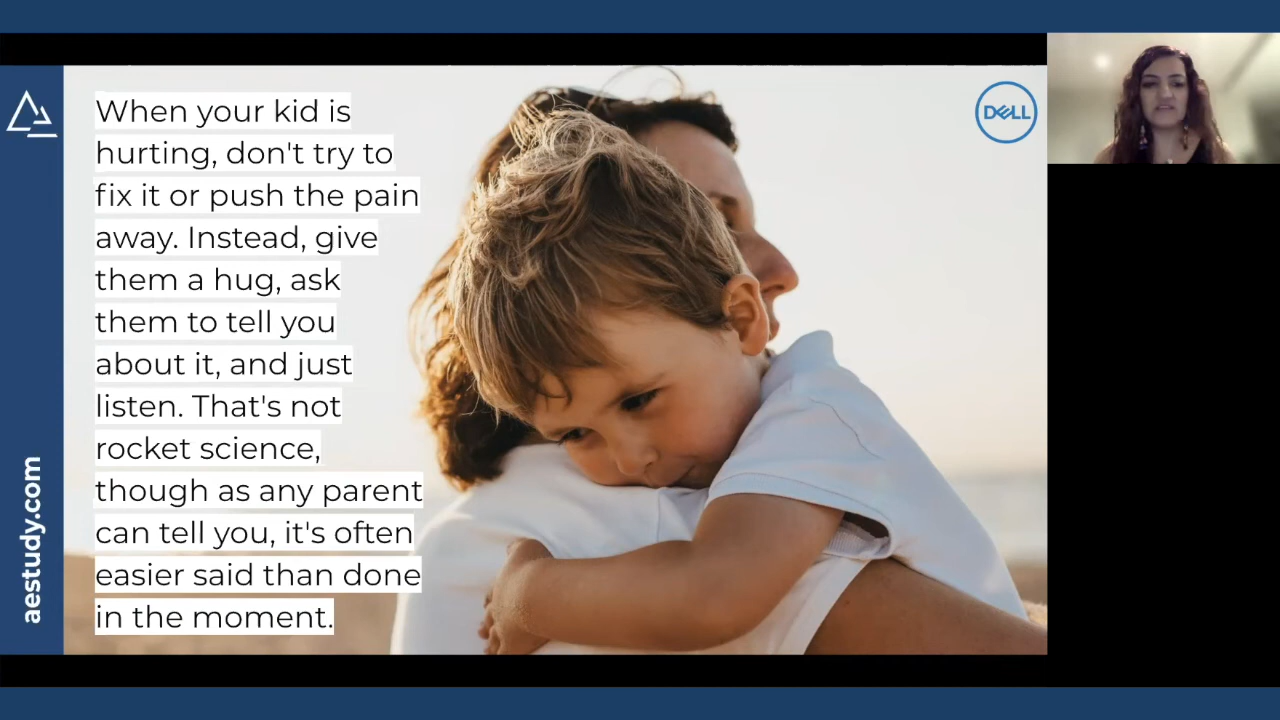 When your kid is
hurting, don't try to
fix it or push the pain
away. Instead, give
them a hug, ask
them to tell you
about it, and just
listen. That's not
rocket science,
though as any parent
can tell you, it's often
easier said than done
in the moment.
aestudy.com
DELL